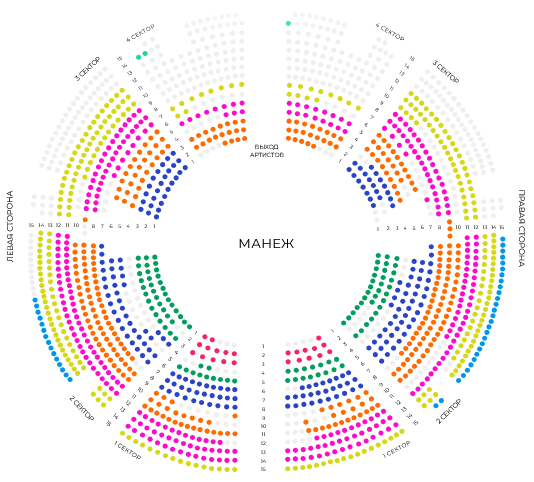 4 СЕКТОР
4 СЕКТОР
3 СЕКТОР
3 СЕКТОР
ВЫХОД
АРТИСТОВ
ЛЕВАЯ СТОРОНА
ПРАВАЯ СТОРОНА
15 14 13 12 11 10 8 7 6 5 4 3 2 1
1 2 3 4 5 6 7 8 10 11 12 13 14 15
МАНЕЖ
2 СЕКТОР
2 СЕКТОР
1 СЕКТОР
1 СЕКТОР
1
2
3
4
5
6
7
8
9
10
11
12
13
14
15